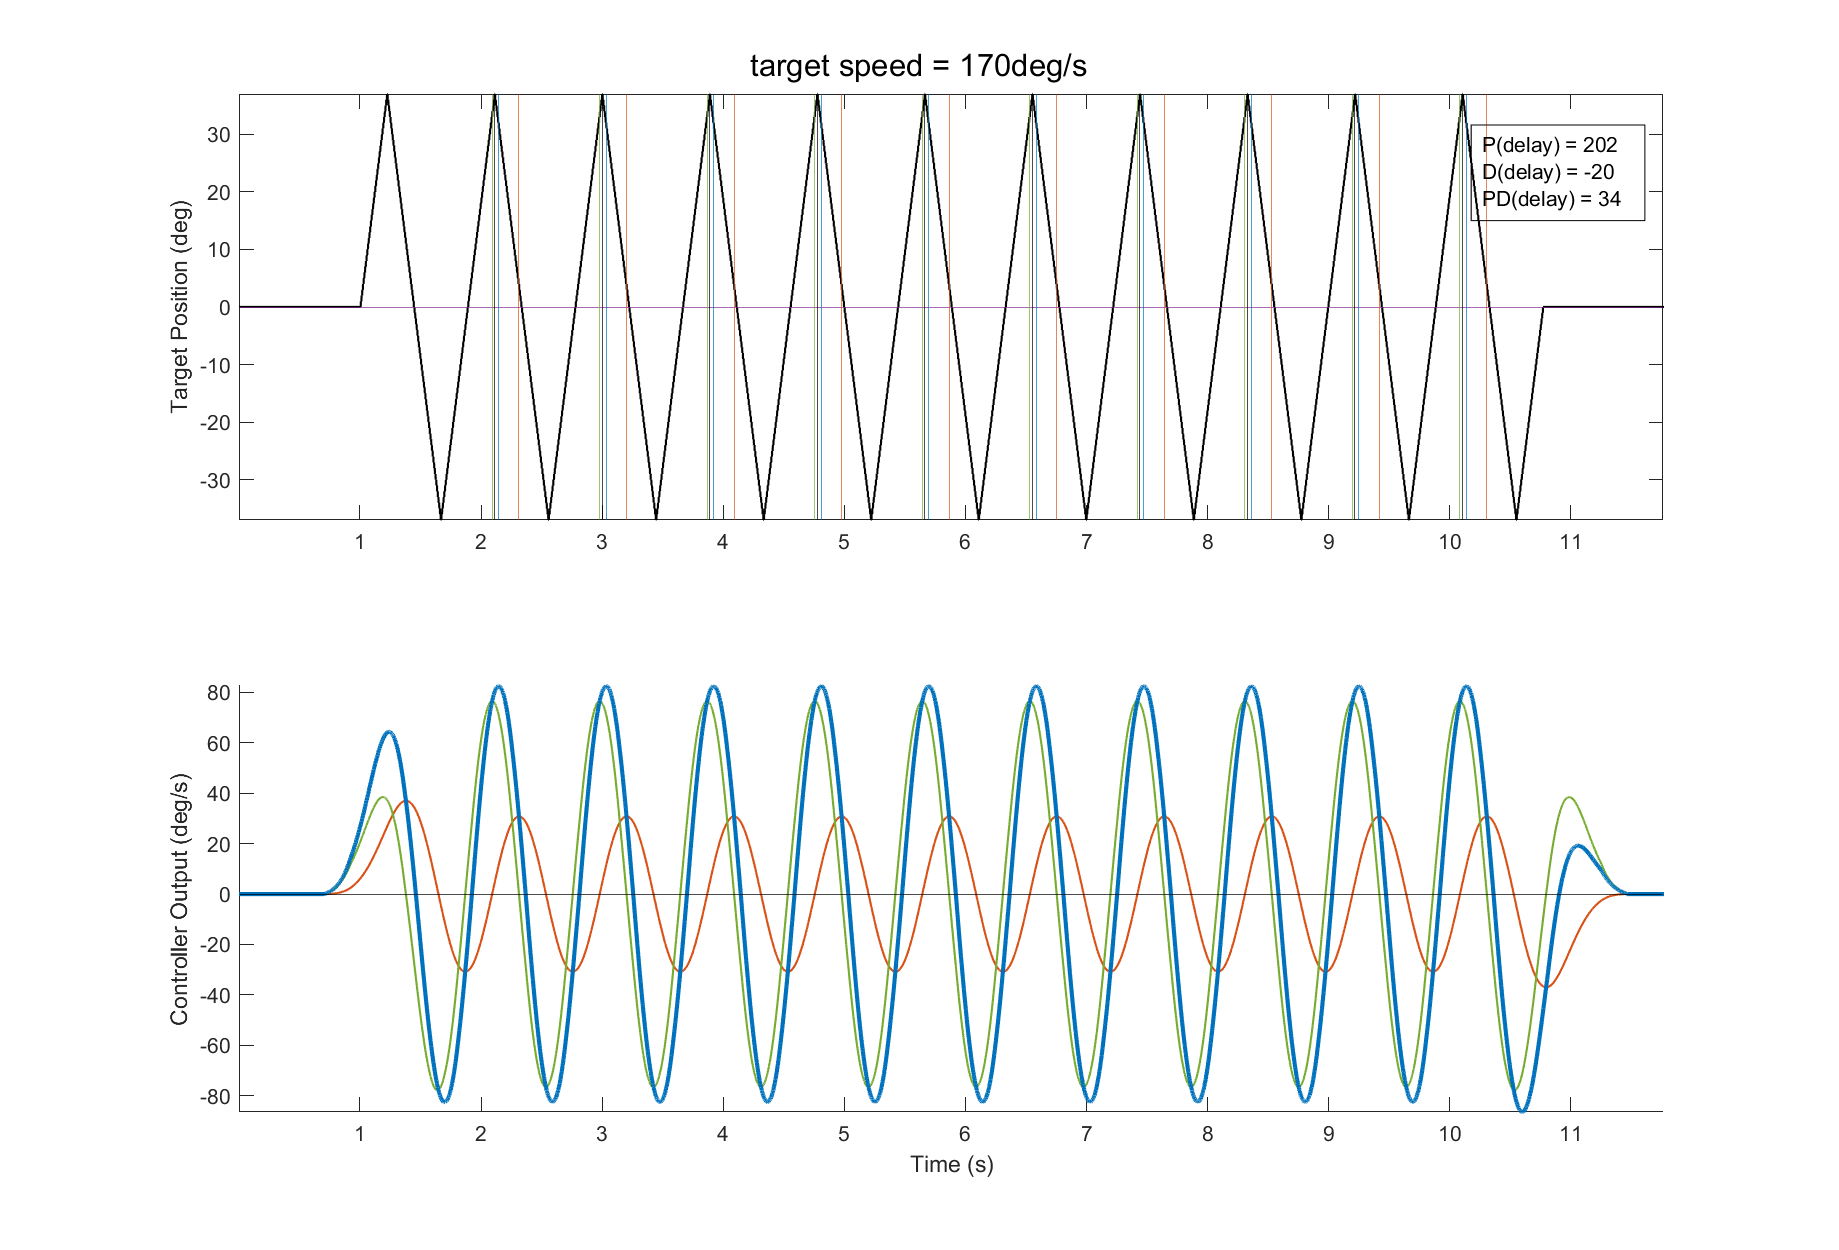 target speed = 170deg/s
Target Position (deg)
30
20
10
0
-10
-20
-30
P(delay) = 202
D(delay) = -20
PD(delay) = 34
1 2 3 4 5 6 7 8 9 10 11
Controller Output (deg/s)
80
60
40
20
0
-20
-40
-60
-80
1 2 3 4 5 6 7 8 9 10 11
Time (s)